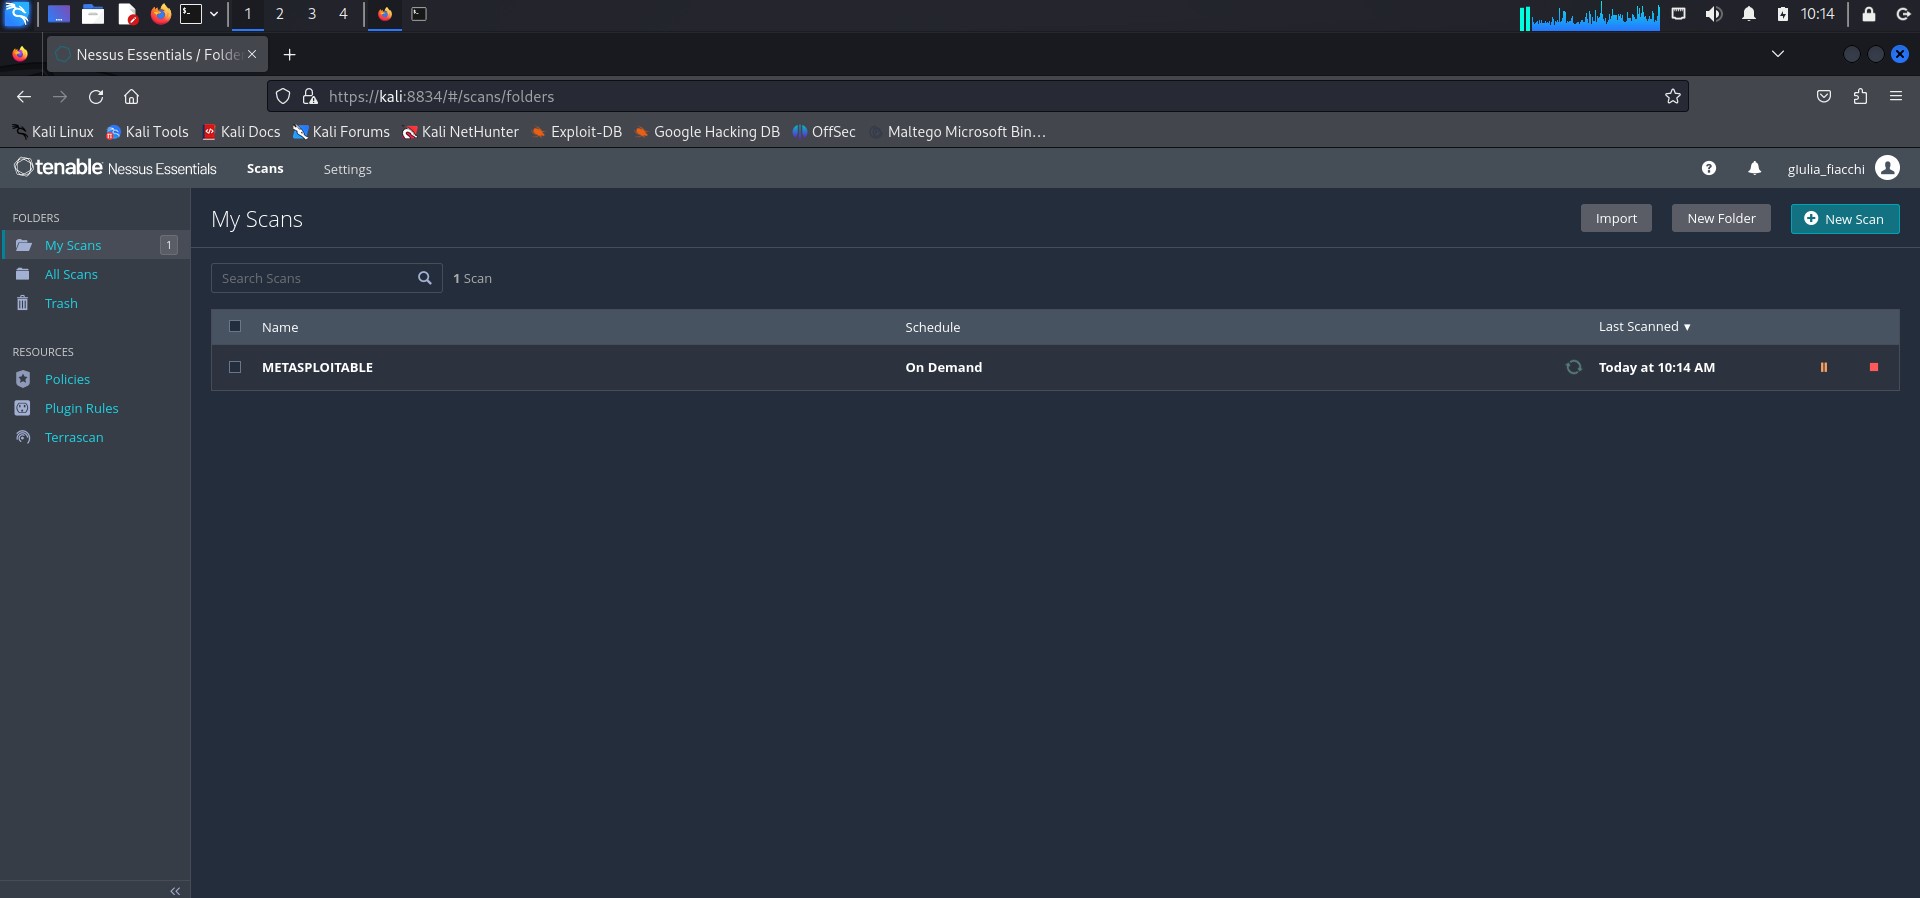 1 2 3 4
10:14
Nessus Essentials / Folde
https://kali:8834/#/scans/folders
Kali Linux Kali Tools Kali Docs Kali Forums Kali NetHunter Exploit-DB Google Hacking DB OffSec Maltego Microsoft Bin...
tenable Nessus Essentials Scans Settings gIulia_fiacchi
FOLDERS
My Scans 1
All Scans
Trash
RESOURCES
Policies
Plugin Rules
Terrascan
My Scans Import New Folder New Scan
Search Scans 1 Scan
Name Schedule Last Scanned ▼
METASPLOITABLE On Demand Today at 10:14 AM